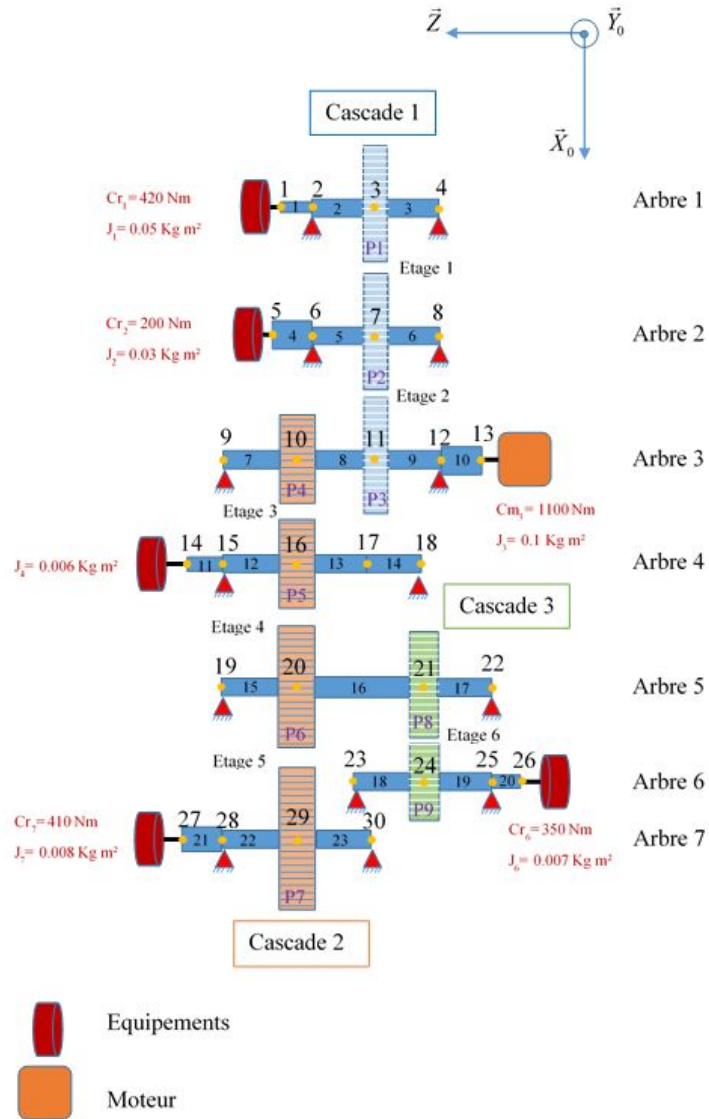 Z⃗
Y⃗₀
Cascade 1
X⃗₀
Cr₁= 420 Nm
J₁= 0.05 Kg m²
1 2 3 4
1 2 3
Arbre 1
P1
Etage 1
Cr₂= 200 Nm
J₂= 0.03 Kg m²
5 6 7 8
4 5 6
Arbre 2
P2
Etage 2
9 10 11 12 13
7 8 9 10
Arbre 3
P4 P3
Etage 3
Cm₃= 1100 Nm
J₃= 0.1 Kg m²
14 15 16 17 18
J₄= 0.006 Kg m²
11 12 13 14
Arbre 4
P5
Cascade 3
Etage 4
19 20 21 22
15 16 17
Arbre 5
P6 P8
Etage 6
Etage 5
23 24 25 26
18 19 20
Arbre 6
P9
Cr₇= 410 Nm
J₇= 0.008 Kg m²
27 28 29 30
21 22 23
Cr₆= 350 Nm
J₆= 0.007 Kg m²
Arbre 7
P7
Cascade 2
Equipements
Moteur